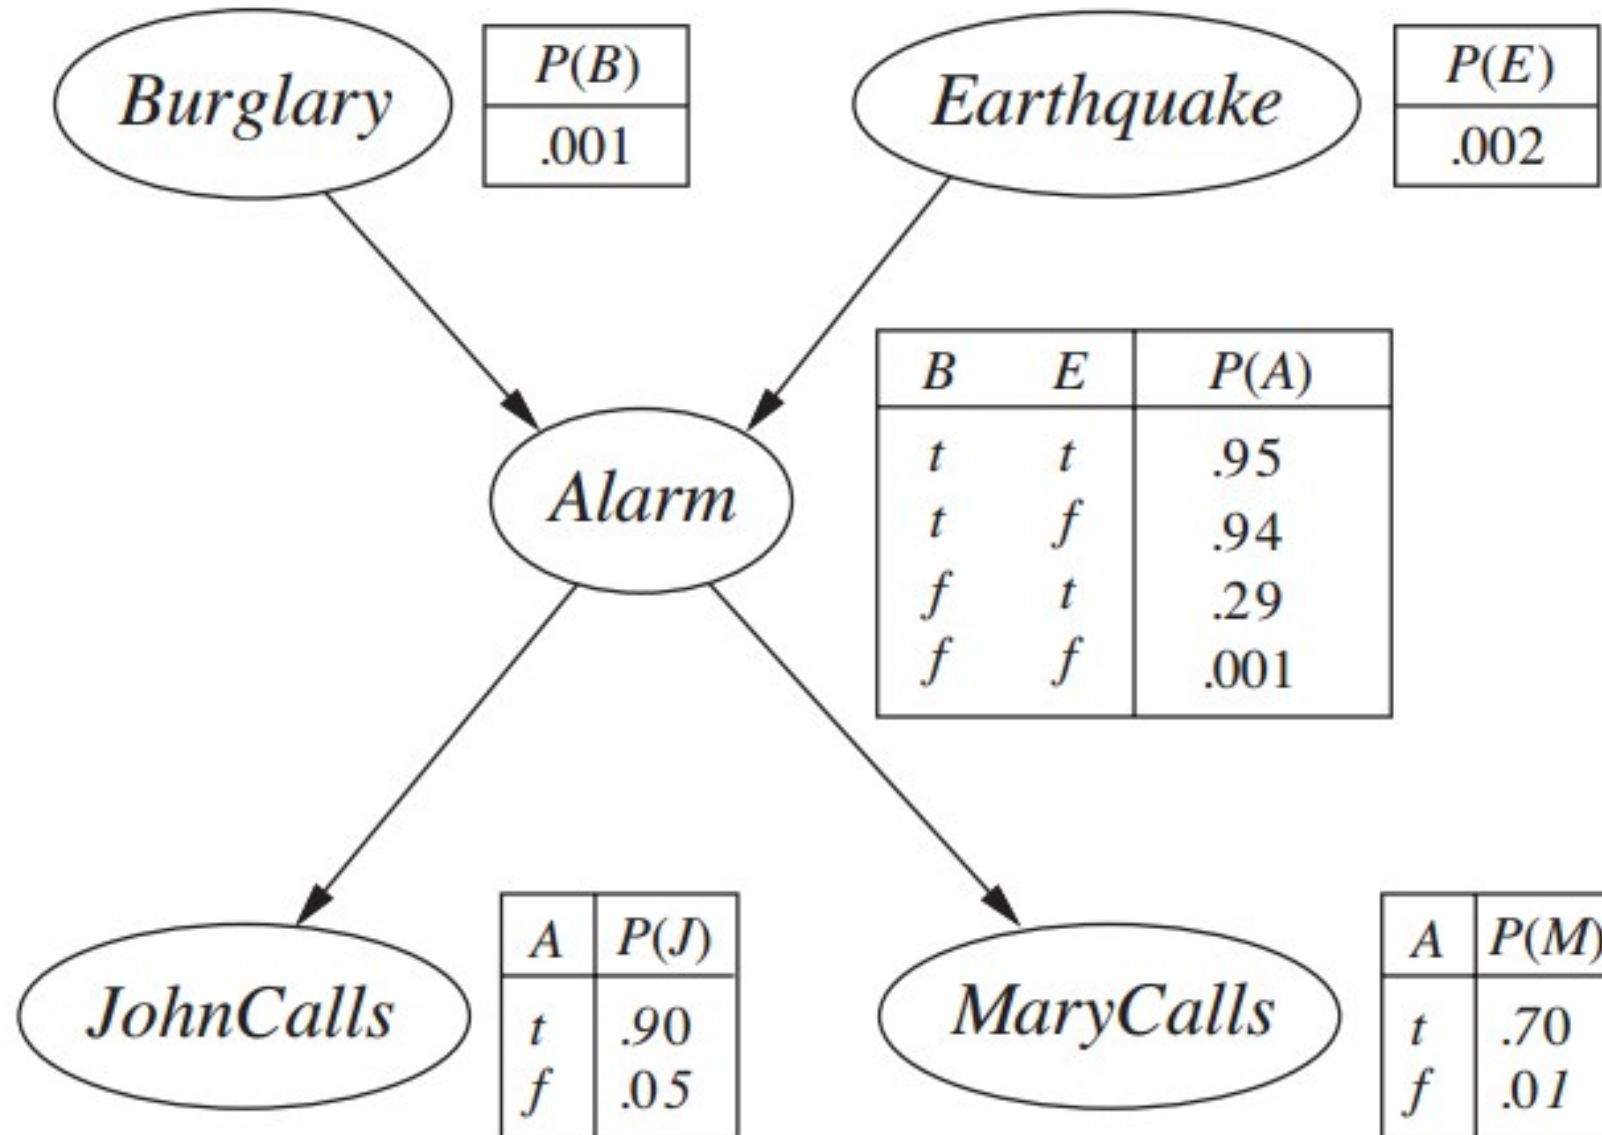 Burglary
P(B)
.001
Earthquake
P(E)
.002
Alarm
B E P(A)
t t .95
t f .94
f t .29
f f .001
JohnCalls
A P(J)
t .90
f .05
MaryCalls
A P(M)
t .70
f .01